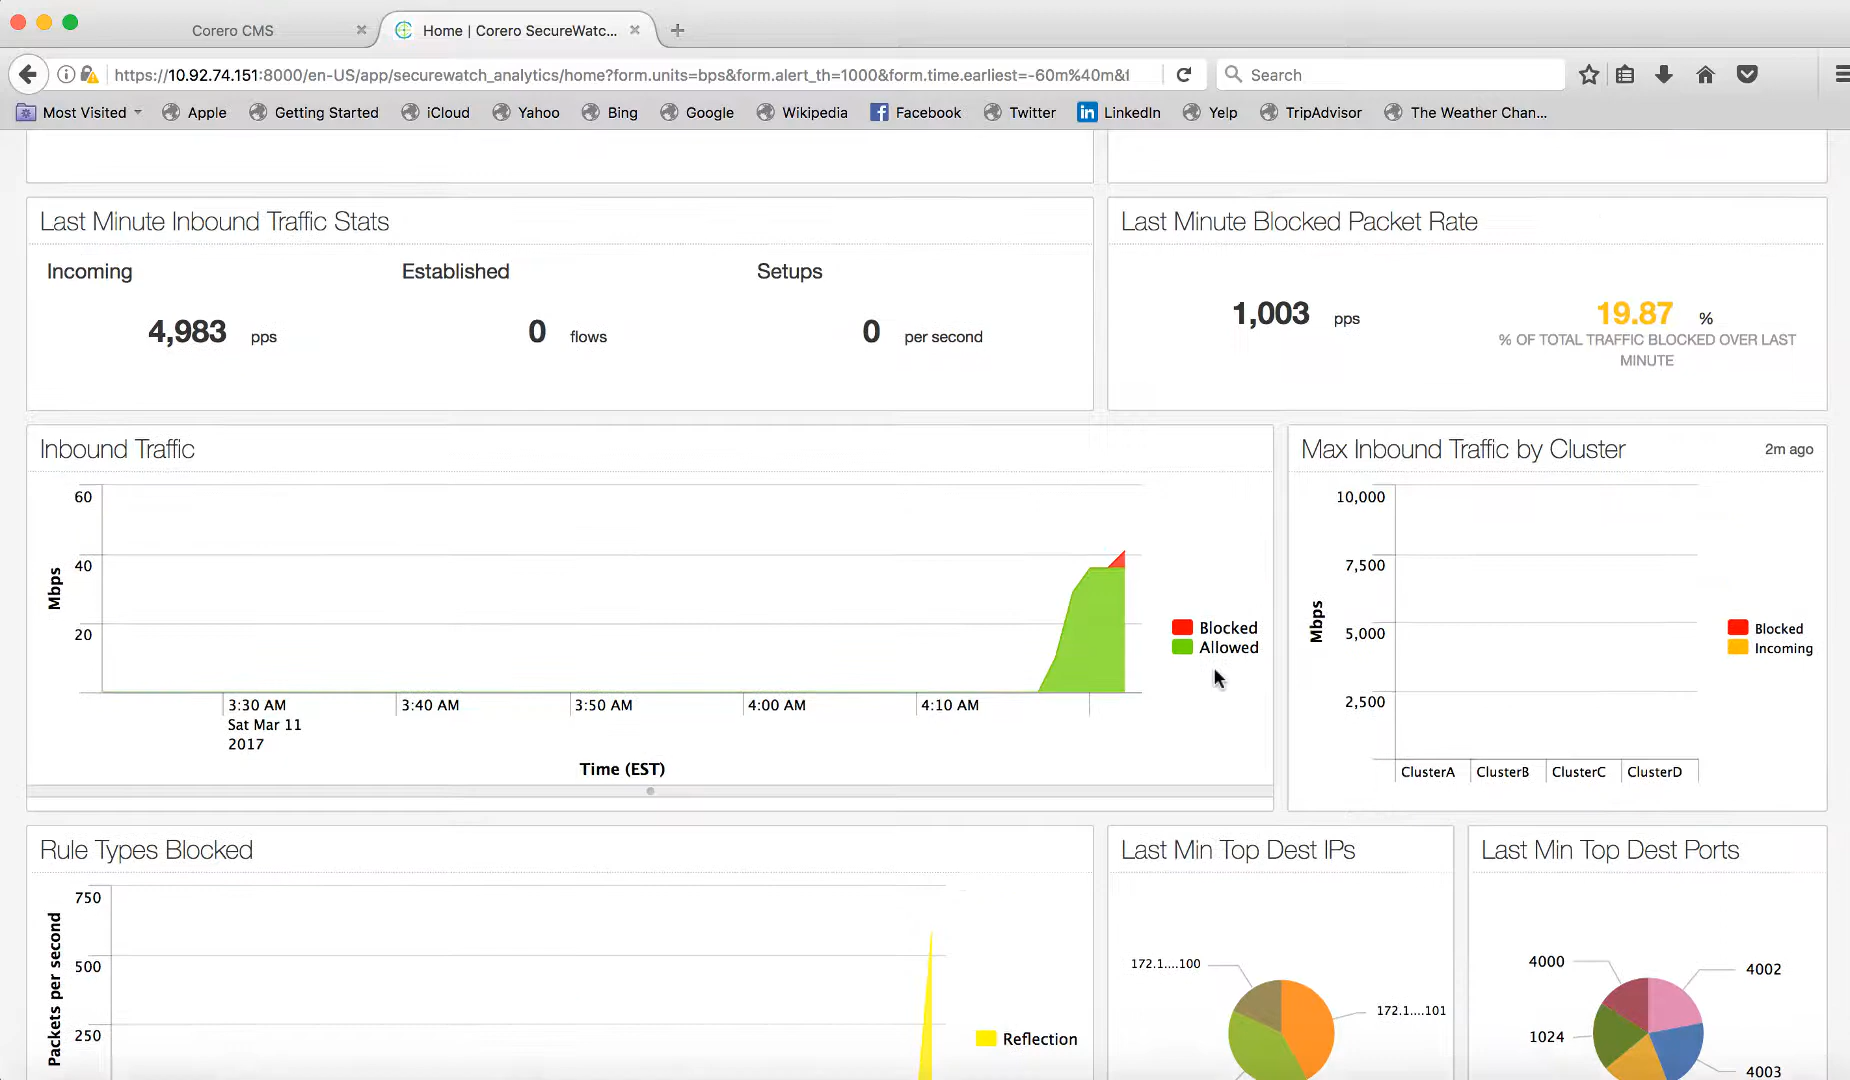 Corero CMS
Home | Corero SecureWatc...
https://10.92.74.151:8000/en-US/app/securewatch_analytics/home?form.units=bps&form.alert_th=1000&form.time.earliest=-60m%40m&f
Search
Most Visited
Apple
Getting Started
iCloud
Yahoo
Bing
Google
Wikipedia
Facebook
Twitter
LinkedIn
Yelp
TripAdvisor
The Weather Chan...
Last Minute Inbound Traffic Stats
Incoming
Established
Setups
4,983 pps
0 flows
0 per second
Last Minute Blocked Packet Rate
1,003 pps
19.87 %
% OF TOTAL TRAFFIC BLOCKED OVER LAST
MINUTE
Inbound Traffic
60
40
20
Mbps
3:30 AM
Sat Mar 11
2017
3:40 AM
3:50 AM
4:00 AM
4:10 AM
Time (EST)
Blocked
Allowed
Max Inbound Traffic by Cluster
2m ago
10,000
7,500
5,000
2,500
Mbps
ClusterA
ClusterB
ClusterC
ClusterD
Blocked
Incoming
Rule Types Blocked
750
500
250
Packets per second
Reflection
Last Min Top Dest IPs
172.1....100
172.1....101
Last Min Top Dest Ports
4000
4002
1024
4003